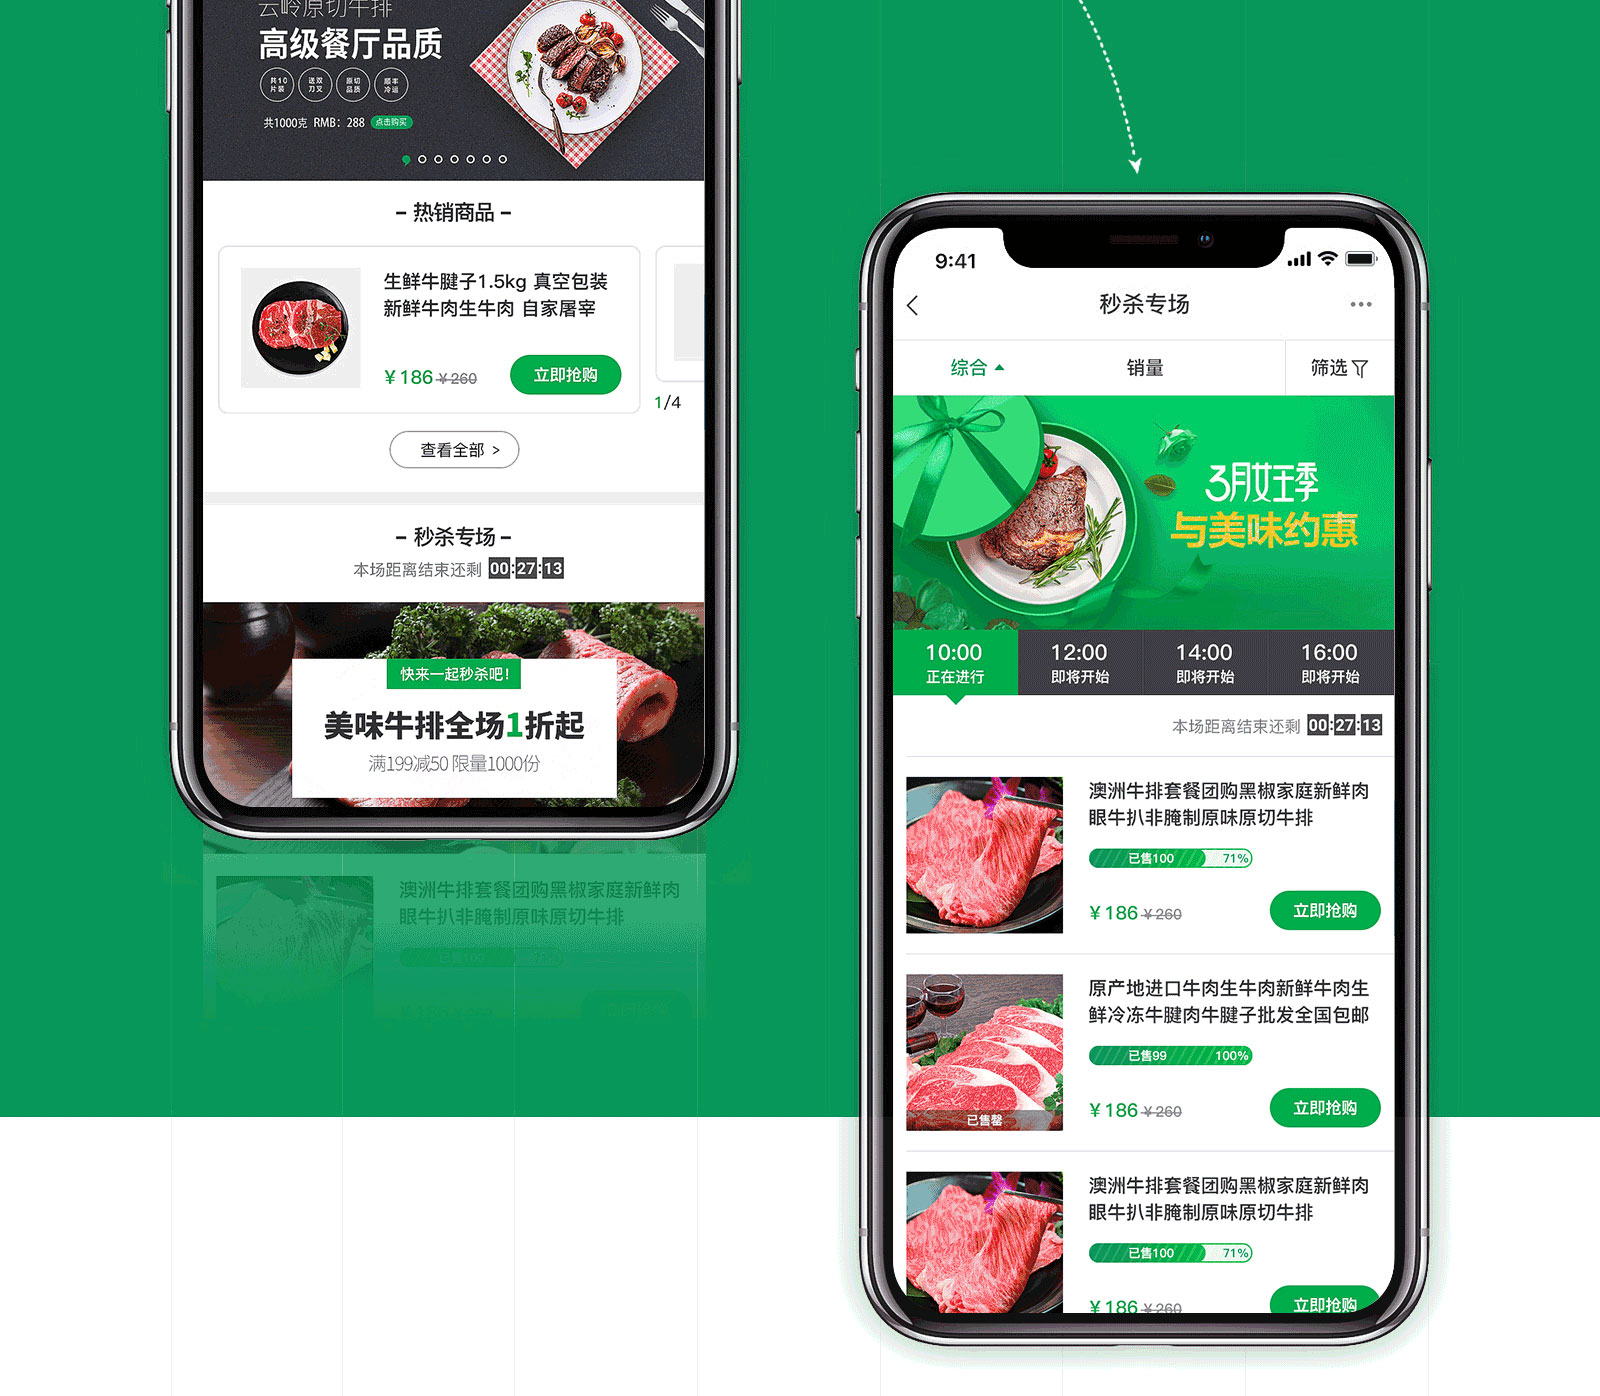 云岭原切牛排
高级餐厅品质
共10片装 送双刀叉 原切品质 顺丰冷运
共1000克 RMB：288 点击购买
– 热销商品 –
生鲜牛腱子1.5kg 真空包装
新鲜牛肉生牛肉 自家屠宰
¥186 ¥260 立即抢购
1/4
查看全部 >
– 秒杀专场 –
本场距离结束还剩 00:27:13
快来一起秒杀吧！
美味牛排全场1折起
满199减50 限量1000份
澳洲牛排套餐团购黑椒家庭新鲜肉
眼牛扒非腌制原味原切牛排
9:41
秒杀专场
综合 销量 筛选
3月女王季
与美味约惠
10:00 12:00 14:00 16:00
正在进行 即将开始 即将开始 即将开始
本场距离结束还剩 00:27:13
澳洲牛排套餐团购黑椒家庭新鲜肉
眼牛扒非腌制原味原切牛排
已售100 71%
¥186 ¥260 立即抢购
原产地进口牛肉生牛肉新鲜牛肉生
鲜冷冻牛腱肉牛腱子批发全国包邮
已售99 100%
¥186 ¥260 立即抢购
已售罄
澳洲牛排套餐团购黑椒家庭新鲜肉
眼牛扒非腌制原味原切牛排
已售100 71%
¥186 ¥260 立即抢购